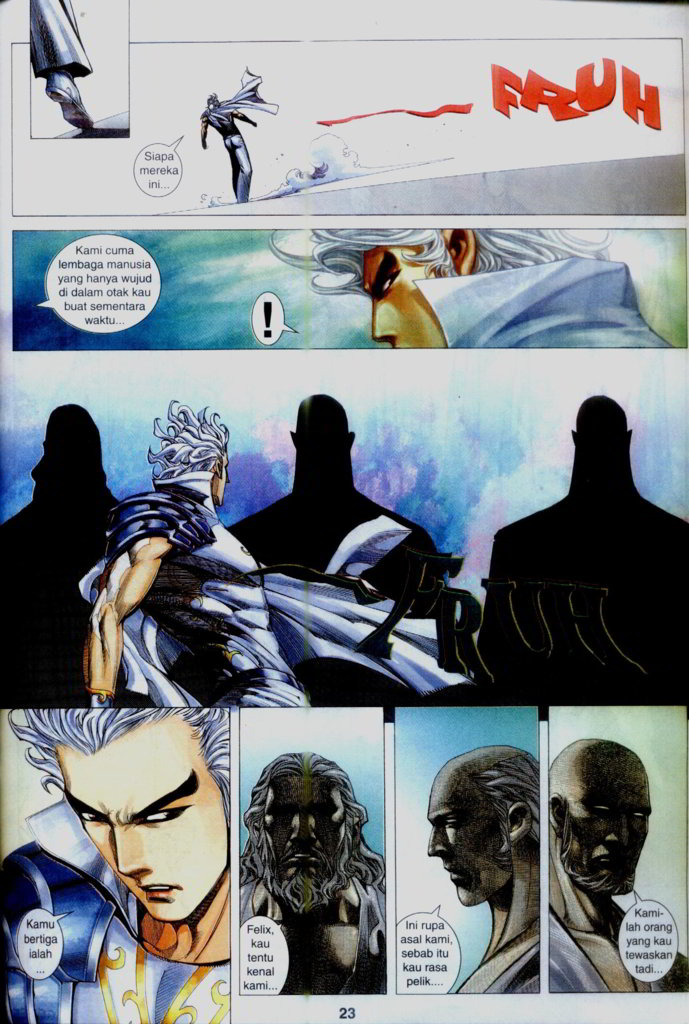 FRUH
Siapa
mereka
ini...
Kami cuma
lembaga manusia
yang hanya wujud
di dalam otak kau
buat sementara
waktu...
!
FRUH
Kamu
bertiga
ialah
...
Felix,
kau
tentu
kenal
kami...
Ini rupa
asal kami,
sebab itu
kau rasa
pelik....
Kami-
lah orang
yang kau
tewaskan
tadi...
23